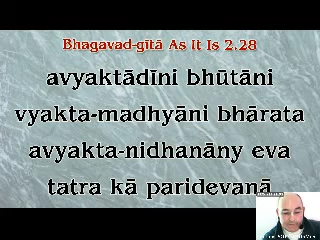 Bhagavad-gītā As It Is 2.28
avyaktādīni bhūtāni
vyakta-madhyāni bhārata
avyakta-nidhanāny eva
tatra kā paridevanā